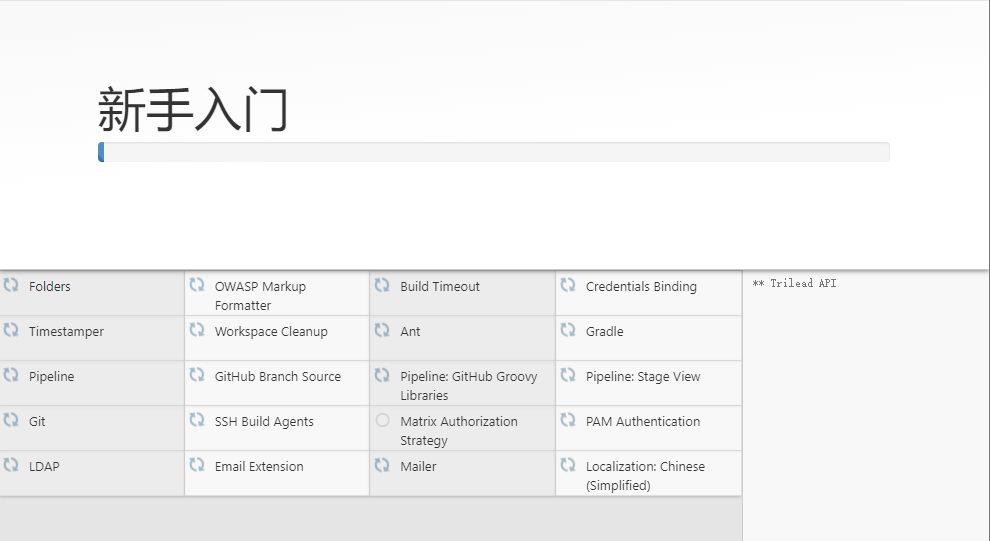 新手入门
Folders
OWASP Markup
Formatter
Build Timeout
Credentials Binding
** Trilead API
Timestamper
Workspace Cleanup
Ant
Gradle
Pipeline
GitHub Branch Source
Pipeline: GitHub Groovy
Libraries
Pipeline: Stage View
Git
SSH Build Agents
Matrix Authorization
Strategy
PAM Authentication
LDAP
Email Extension
Mailer
Localization: Chinese
(Simplified)